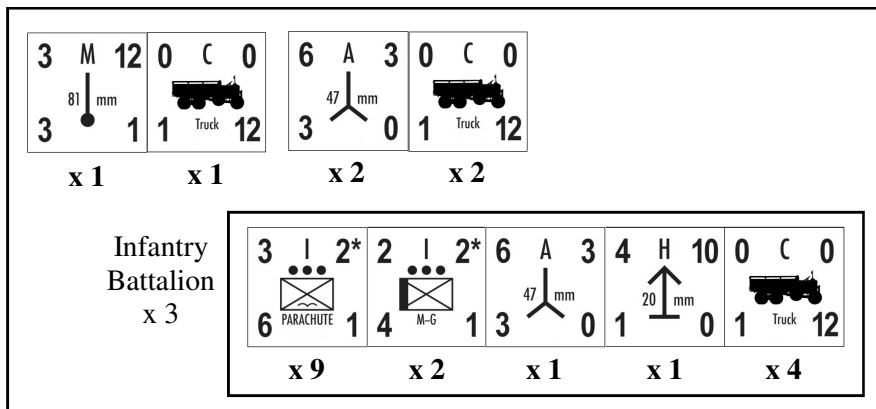 3 M 12 0 C 0 6 A 3 0 C 0
81 mm 47 mm
3 1 1 Truck 12 3 0 1 Truck 12
x 1 x 1 x 2 x 2
Infantry
Battalion
x 3
3 I 2* 2 I 2* 6 A 3 4 H 10 0 C 0
47 mm 20 mm
6 PARACHUTE 1 4 M–G 1 3 0 1 0 1 Truck 12
x 9 x 2 x 1 x 1 x 4